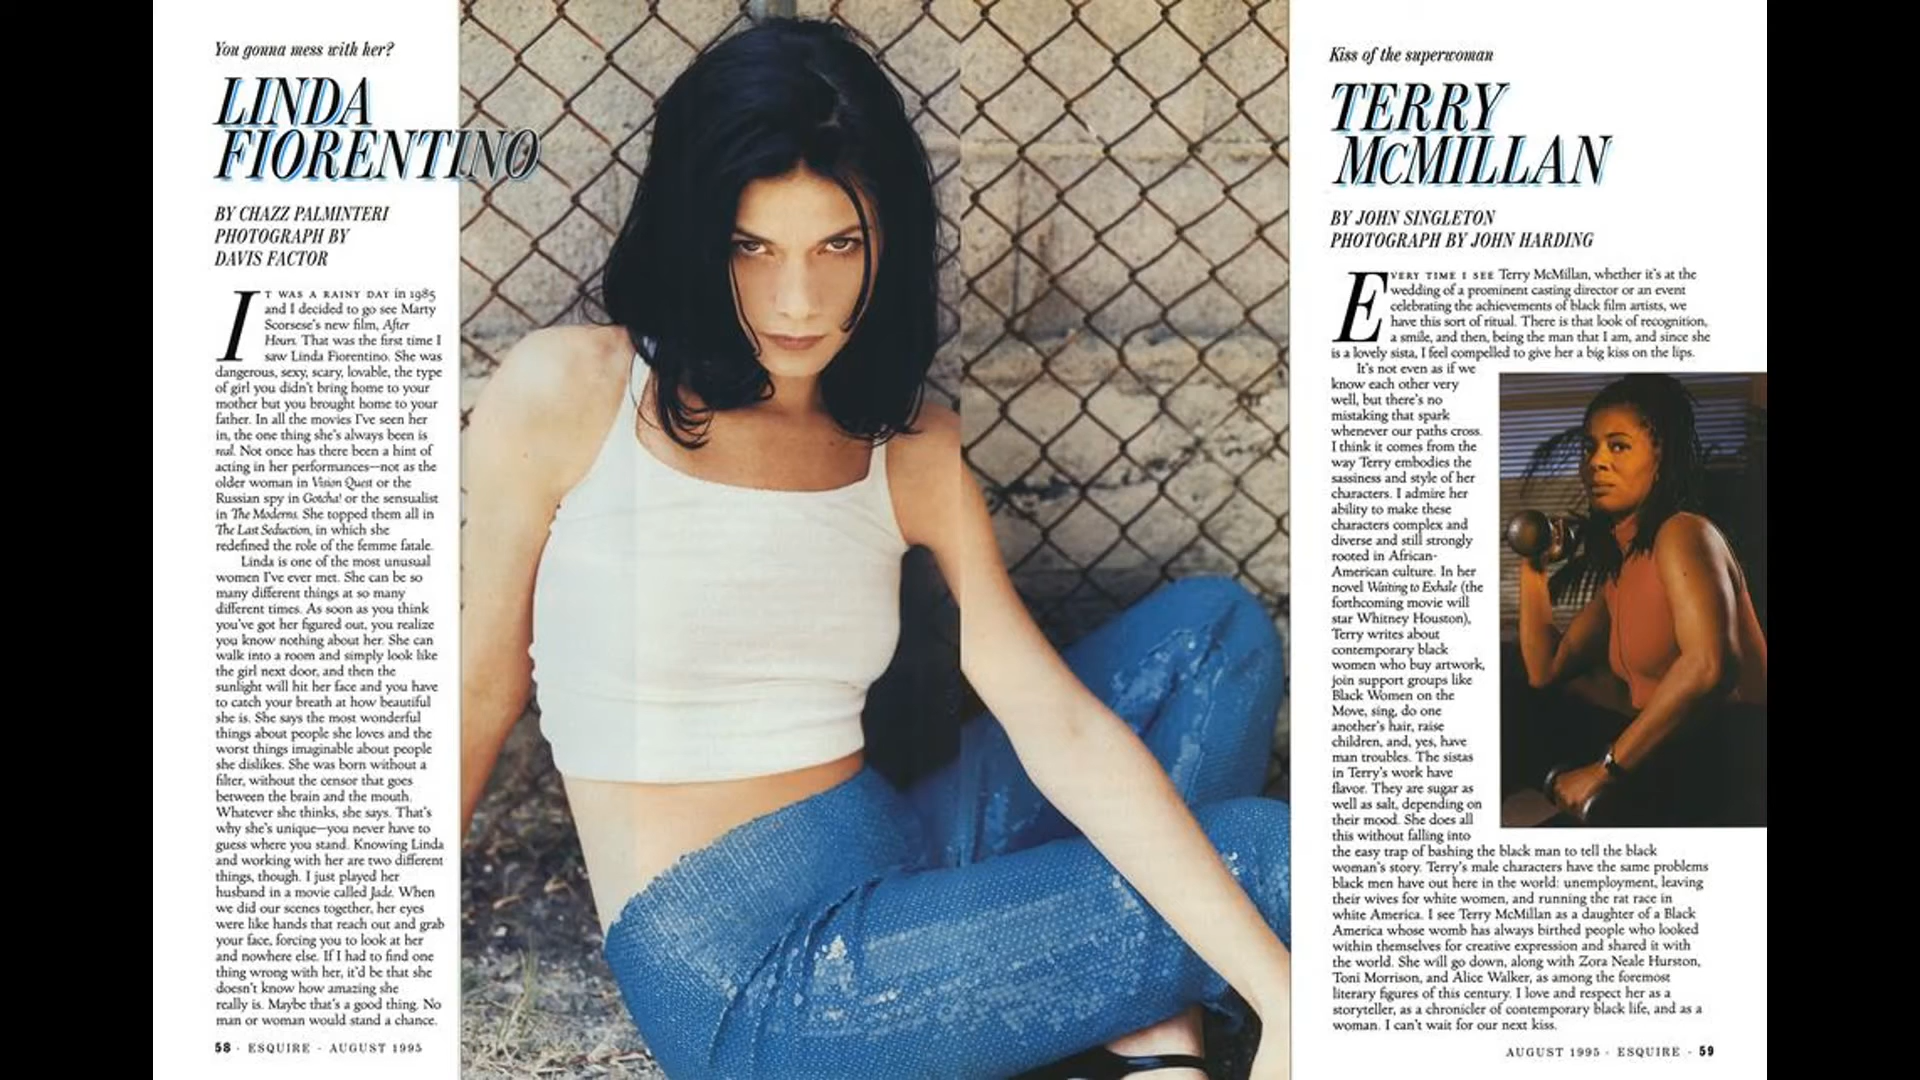 You gonna mess with her?
LINDA
FIORENTINO
BY CHAZZ PALMINTERI
PHOTOGRAPH BY
DAVIS FACTOR
IT WAS A RAINY DAY in 1985
and I decided to go see Marty
Scorsese's new film, After
Hours. That was the first time I
saw Linda Fiorentino. She was
dangerous, sexy, scary, lovable, the type
of girl you didn't bring home to your
mother but you brought home to your
father. In all the movies I've seen her
in, the one thing she's always been is
real. Not once has there been a hint of
acting in her performances—not as the
older woman in Vision Quest or the
Russian spy in Gotcha! or the sensualist
in The Moderns. She topped them all in
The Last Seduction, in which she
redefined the role of the femme fatale.
Linda is one of the most unusual
women I've ever met. She can be so
many different things at so many
different times. As soon as you think
you've got her figured out, you realize
you know nothing about her. She can
walk into a room and simply look like
the girl next door, and then the
sunlight will hit her face and you have
to catch your breath at how beautiful
she is. She says the most wonderful
things about people she loves and the
worst things imaginable about people
she dislikes. She was born without a
filter, without the censor that goes
between the brain and the mouth.
Whatever she thinks, she says. That's
why she's unique—you never have to
guess where you stand. Knowing Linda
and working with her are two different
things, though. I just played her
husband in a movie called Jade. When
we did our scenes together, her eyes
were like hands that reach out and grab
your face, forcing you to look at her
and nowhere else. If I had to find one
thing wrong with her, it'd be that she
doesn't know how amazing she
really is. Maybe that's a good thing. No
man or woman would stand a chance.
58 · ESQUIRE · AUGUST 1995
Kiss of the superwoman
TERRY
MCMILLAN
BY JOHN SINGLETON
PHOTOGRAPH BY JOHN HARDING
EVERY TIME I SEE Terry McMillan, whether it's at the
wedding of a prominent casting director or an event
celebrating the achievements of black film artists, we
have this sort of ritual. There is that look of recognition,
a smile, and then, being the man that I am, and since she
is a lovely sista, I feel compelled to give her a big kiss on the lips.
It's not even as if we
know each other very
well, but there's no
mistaking that spark
whenever our paths cross.
I think it comes from the
way Terry embodies the
sassiness and style of her
characters. I admire her
ability to make these
characters complex and
diverse and still strongly
rooted in African-
American culture. In her
novel Waiting to Exhale (the
forthcoming movie will
star Whitney Houston),
Terry writes about
contemporary black
women who buy artwork,
join support groups like
Black Women on the
Move, sing, do one
another's hair, raise
children, and, yes, have
man troubles. The sistas
in Terry's work have
flavor. They are sugar as
well as salt, depending on
their mood. She does all
this without falling into
the easy trap of bashing the black man to tell the black
woman's story. Terry's male characters have the same problems
black men have out here in the world: unemployment, leaving
their wives for white women, and running the rat race in
white America. I see Terry McMillan as a daughter of a Black
America whose womb has always birthed people who looked
within themselves for creative expression and shared it with
the world. She will go down, along with Zora Neale Hurston,
Toni Morrison, and Alice Walker, as among the foremost
literary figures of this century. I love and respect her as a
storyteller, as a chronicler of contemporary black life, and as a
woman. I can't wait for our next kiss.
AUGUST 1995 · ESQUIRE · 59